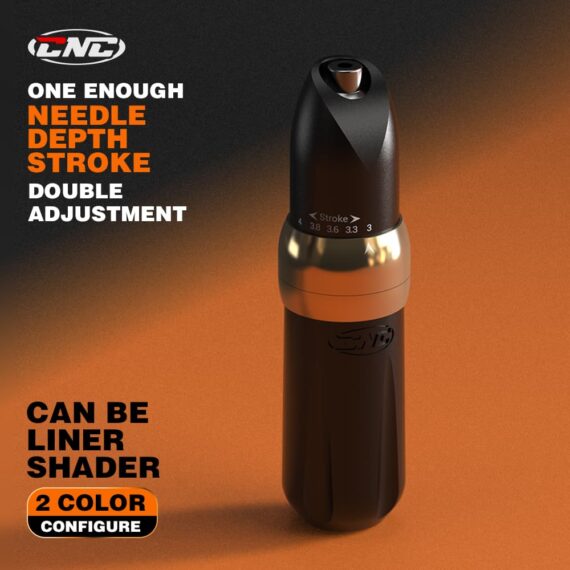 CNC
ONE ENOUGH
NEEDLE
DEPTH
STROKE
DOUBLE
ADJUSTMENT
Stroke
4 3.8 3.6 3.3 3
CNC
CAN BE
LINER
SHADER
2 COLOR
CONFIGURE